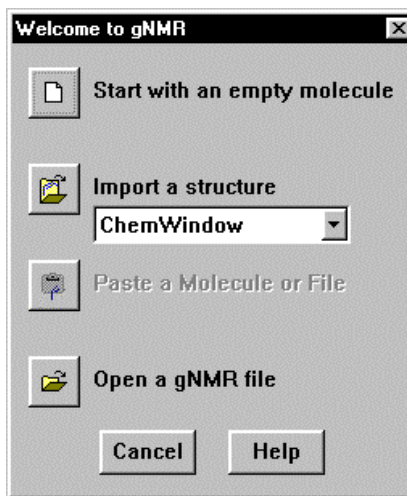 Welcome to gNMR
Start with an empty molecule
Import a structure
ChemWindow
Paste a Molecule or File
Open a gNMR file
Cancel Help